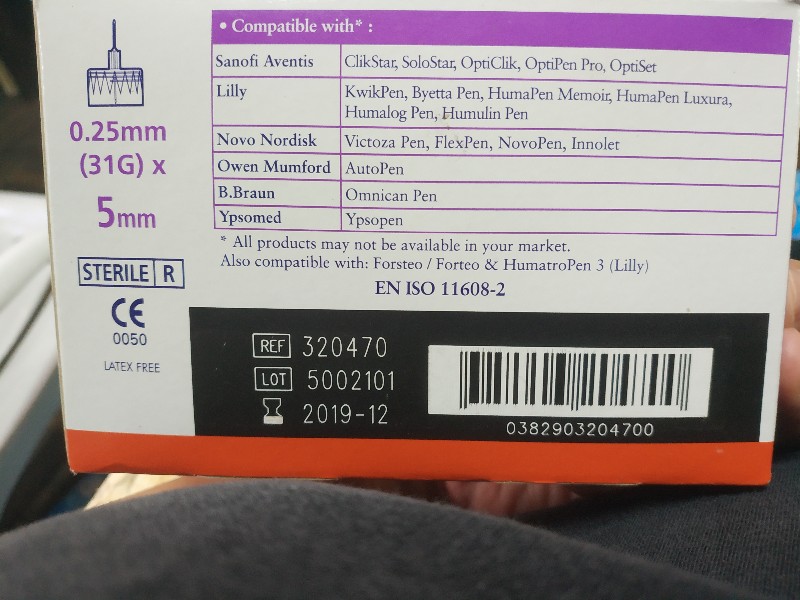 • Compatible with* :
Sanofi Aventis ClikStar, SoloStar, OptiClik, OptiPen Pro, OptiSet
Lilly KwikPen, Byetta Pen, HumaPen Memoir, HumaPen Luxura,
Humalog Pen, Humulin Pen
Novo Nordisk Victoza Pen, FlexPen, NovoPen, Innolet
Owen Mumford AutoPen
B.Braun Omnican Pen
Ypsomed Ypsopen
* All products may not be available in your market.
Also compatible with: Forsteo / Forteo & HumatroPen 3 (Lilly)
EN ISO 11608-2
0.25mm
(31G) x
5mm
STERILE R
CE
0050
LATEX FREE
REF 320470
LOT 5002101
2019-12
0382903204700